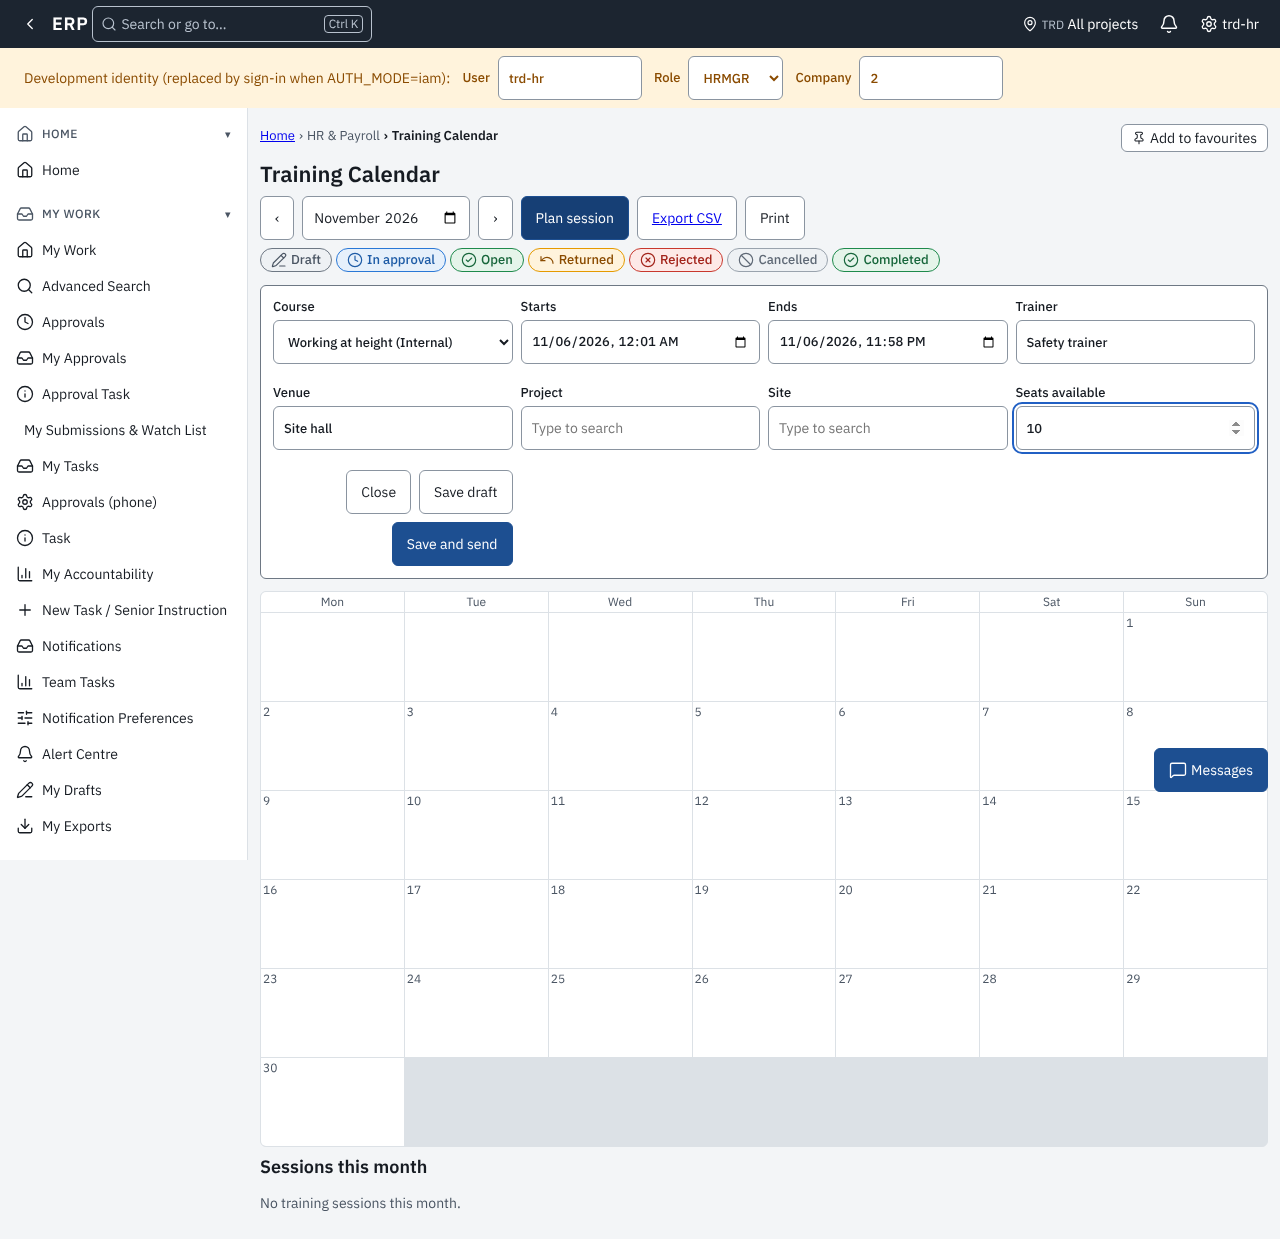 ERP
Search or go to...
Ctrl K
TRD All projects
trd-hr
Development identity (replaced by sign-in when AUTH_MODE=iam):
User
trd-hr
Role
HRMGR
Company
2
HOME
Home
MY WORK
My Work
Advanced Search
Approvals
My Approvals
Approval Task
My Submissions & Watch List
My Tasks
Approvals (phone)
Task
My Accountability
New Task / Senior Instruction
Notifications
Team Tasks
Notification Preferences
Alert Centre
My Drafts
My Exports
Home › HR & Payroll › Training Calendar
Add to favourites
Training Calendar
‹
November 2026
›
Plan session
Export CSV
Print
Draft
In approval
Open
Returned
Rejected
Cancelled
Completed
Course
Starts
Ends
Trainer
Working at height (Internal)
11/06/2026, 12:01 AM
11/06/2026, 11:58 PM
Safety trainer
Venue
Project
Site
Seats available
Site hall
Type to search
Type to search
10
Close
Save draft
Save and send
Mon Tue Wed Thu Fri Sat Sun
1
2 3 4 5 6 7 8
Messages
9 10 11 12 13 14 15
16 17 18 19 20 21 22
23 24 25 26 27 28 29
30
Sessions this month
No training sessions this month.